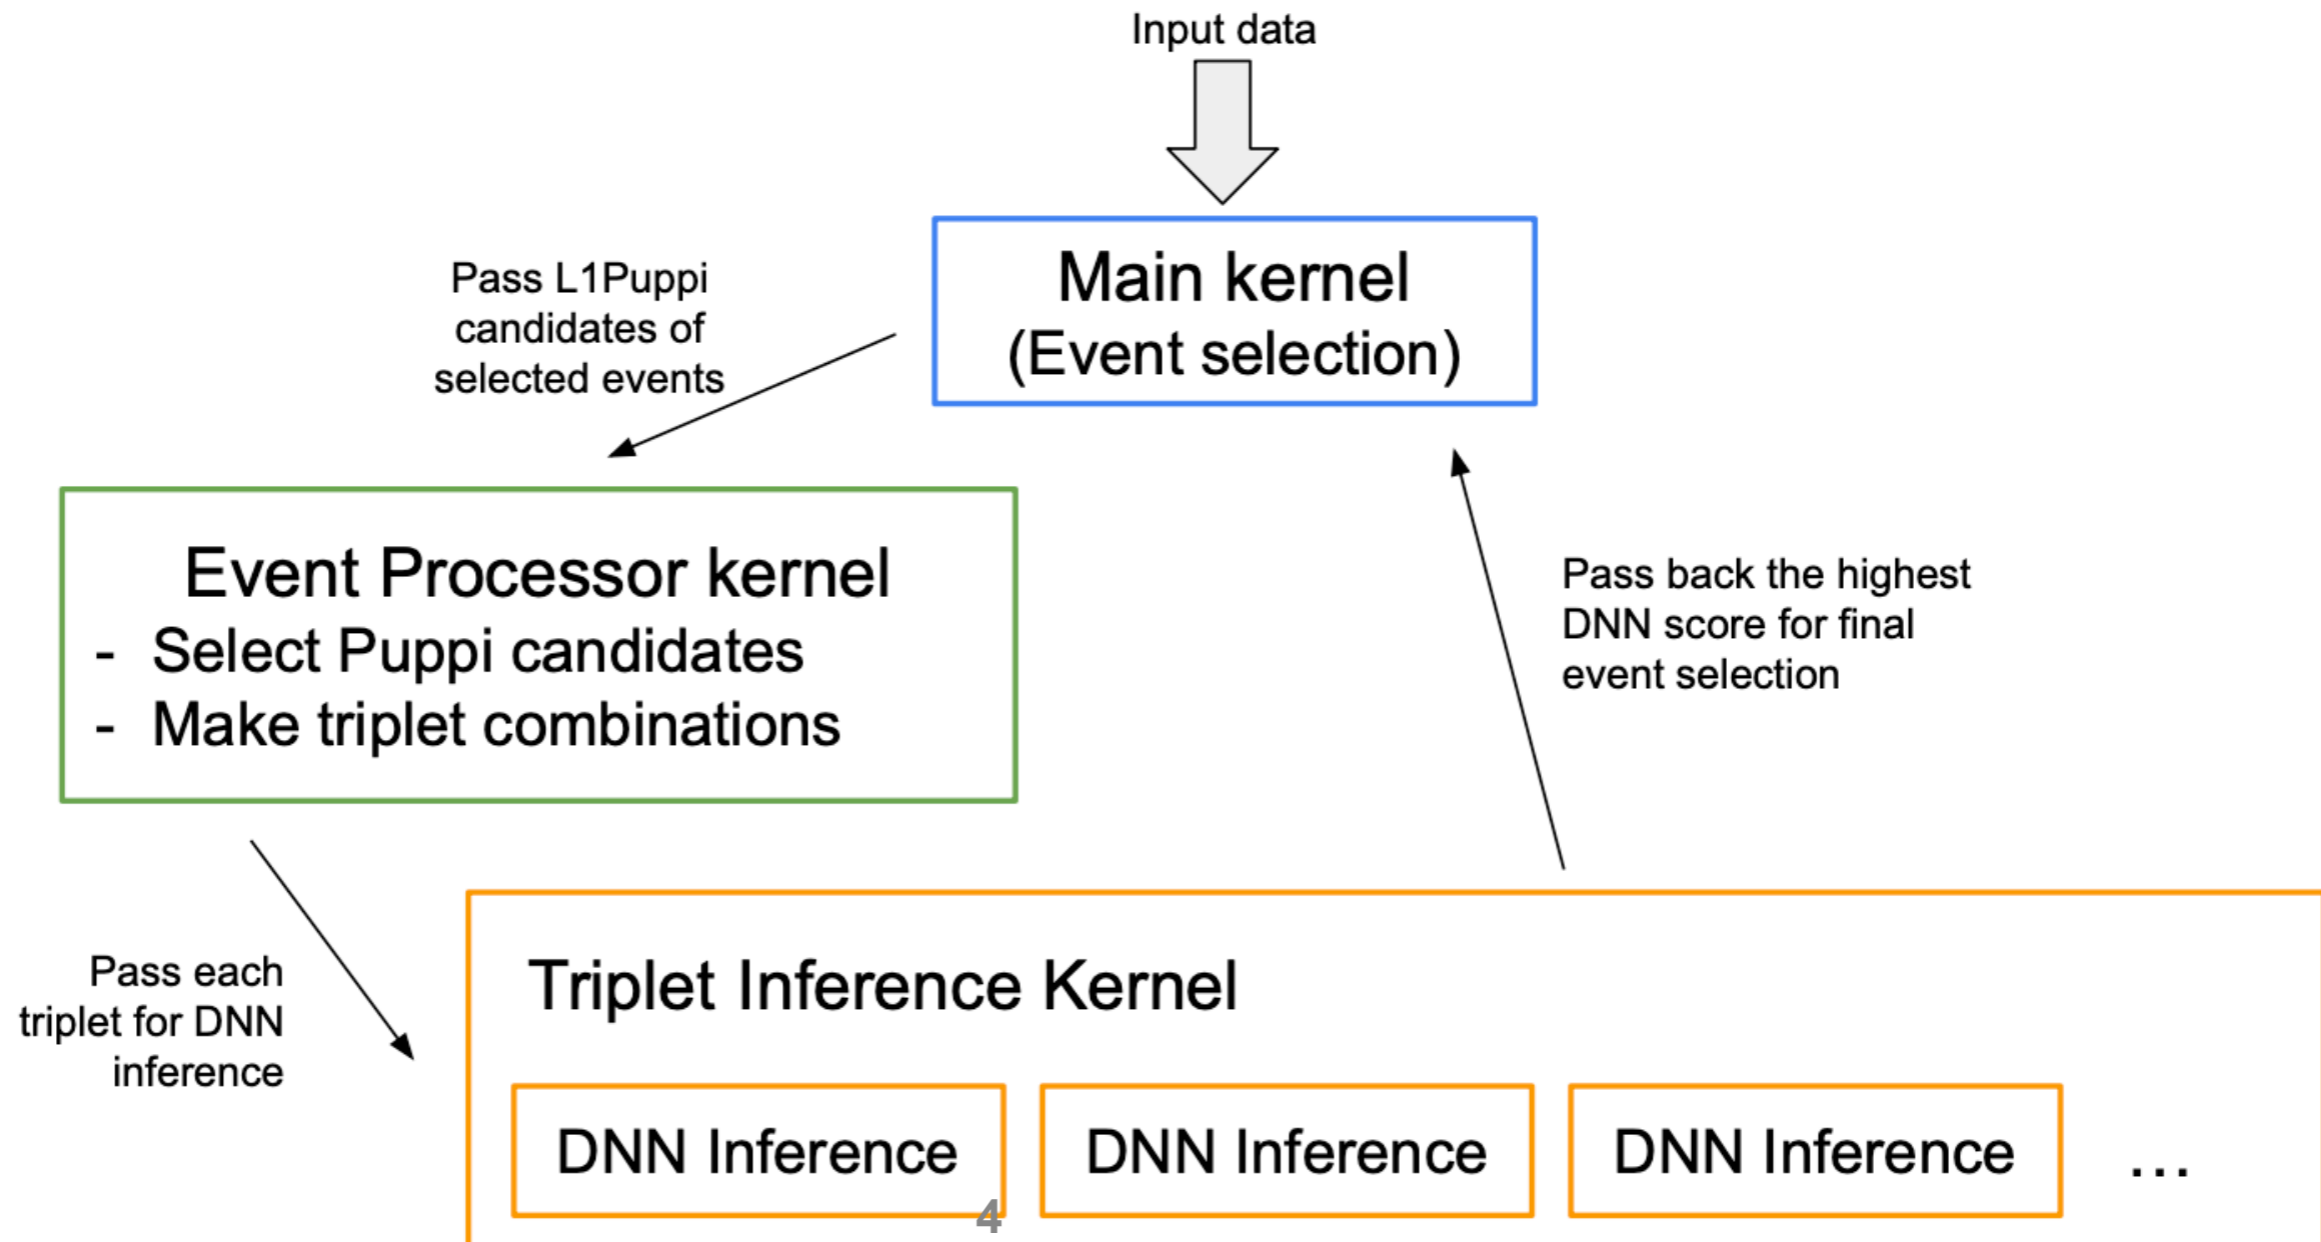 Input data
Main kernel
(Event selection)
Pass L1Puppi
candidates of
selected events
Event Processor kernel
- Select Puppi candidates
- Make triplet combinations
Pass back the highest
DNN score for final
event selection
Pass each
triplet for DNN
inference
Triplet Inference Kernel
DNN Inference
DNN Inference
DNN Inference
...
4